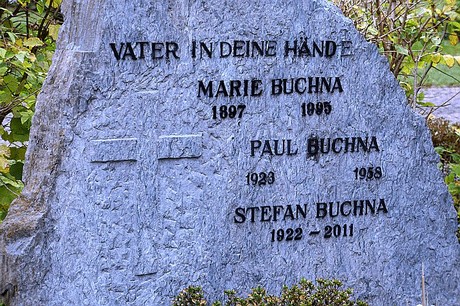 VATER IN DEINE HÄNDE
MARIE BUCHNA
1897 1995
PAUL BUCHNA
1923 1958
STEFAN BUCHNA
1922 - 2011